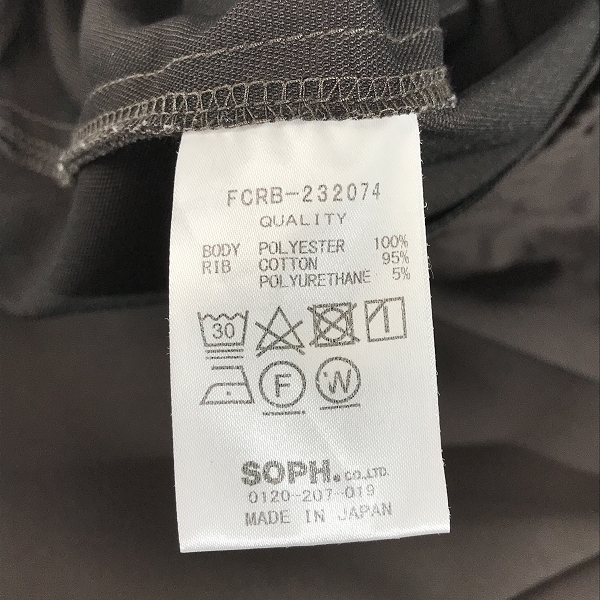 FCRB-232074
QUALITY
BODY POLYESTER 100%
RIB COTTON 95%
POLYURETHANE 5%
30
F W
SOPH.CO.,LTD.
0120-207-019
MADE IN JAPAN